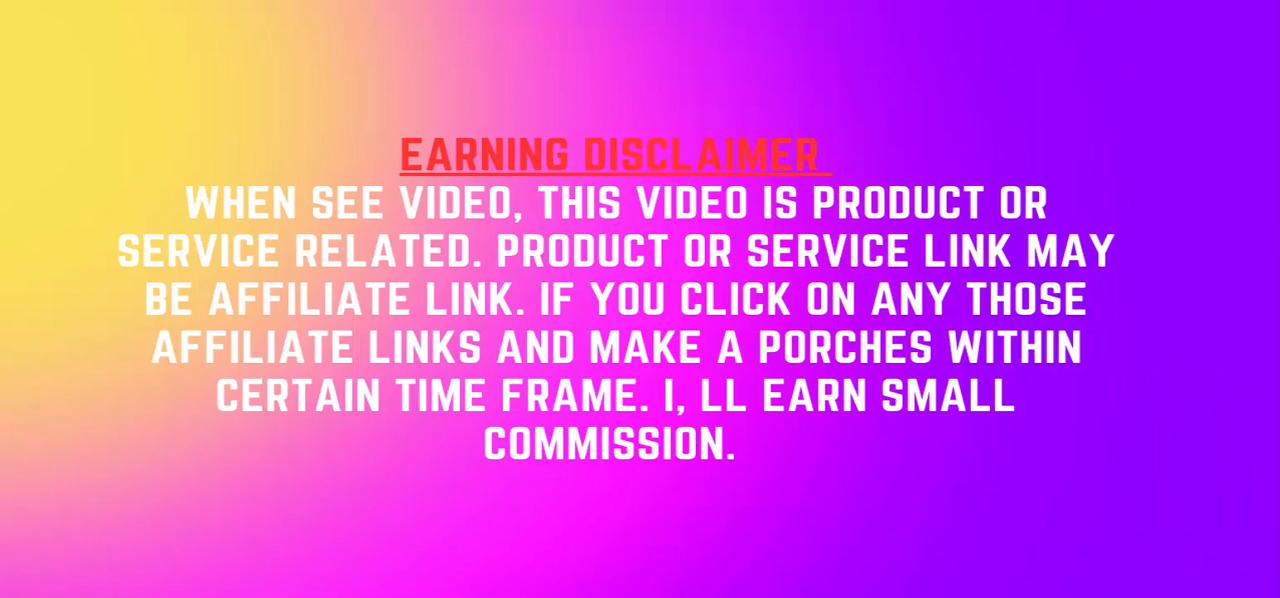 EARNING DISCLAIMER
WHEN SEE VIDEO, THIS VIDEO IS PRODUCT OR
SERVICE RELATED. PRODUCT OR SERVICE LINK MAY
BE AFFILIATE LINK. IF YOU CLICK ON ANY THOSE
AFFILIATE LINKS AND MAKE A PORCHES WITHIN
CERTAIN TIME FRAME. I, LL EARN SMALL
COMMISSION.